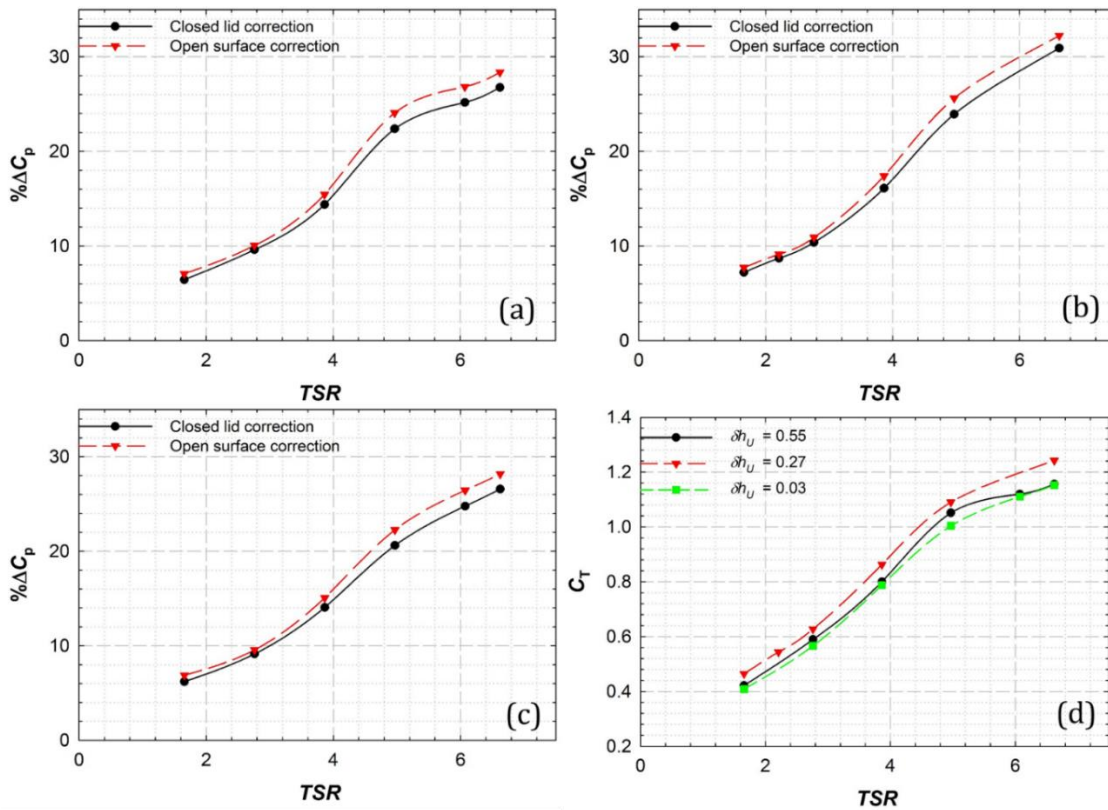 Closed lid correction
Open surface correction
30
20
10
0
%ΔCp
0 2 4 6
TSR
(a)
Closed lid correction
Open surface correction
30
20
10
0
%ΔCp
0 2 4 6
TSR
(b)
Closed lid correction
Open surface correction
30
20
10
0
%ΔCp
0 2 4 6
TSR
(c)
1.4
δhU = 0.55
δhU = 0.27
1.2
δhU = 0.03
1.0
0.8
0.6
0.4
0.2
CT
0 2 4 6
TSR
(d)